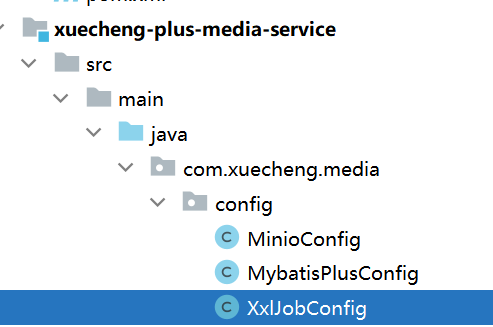 xuecheng-plus-media-service
src
main
java
com.xuecheng.media
config
C MinioConfig
C MybatisPlusConfig
C XxlJobConfig